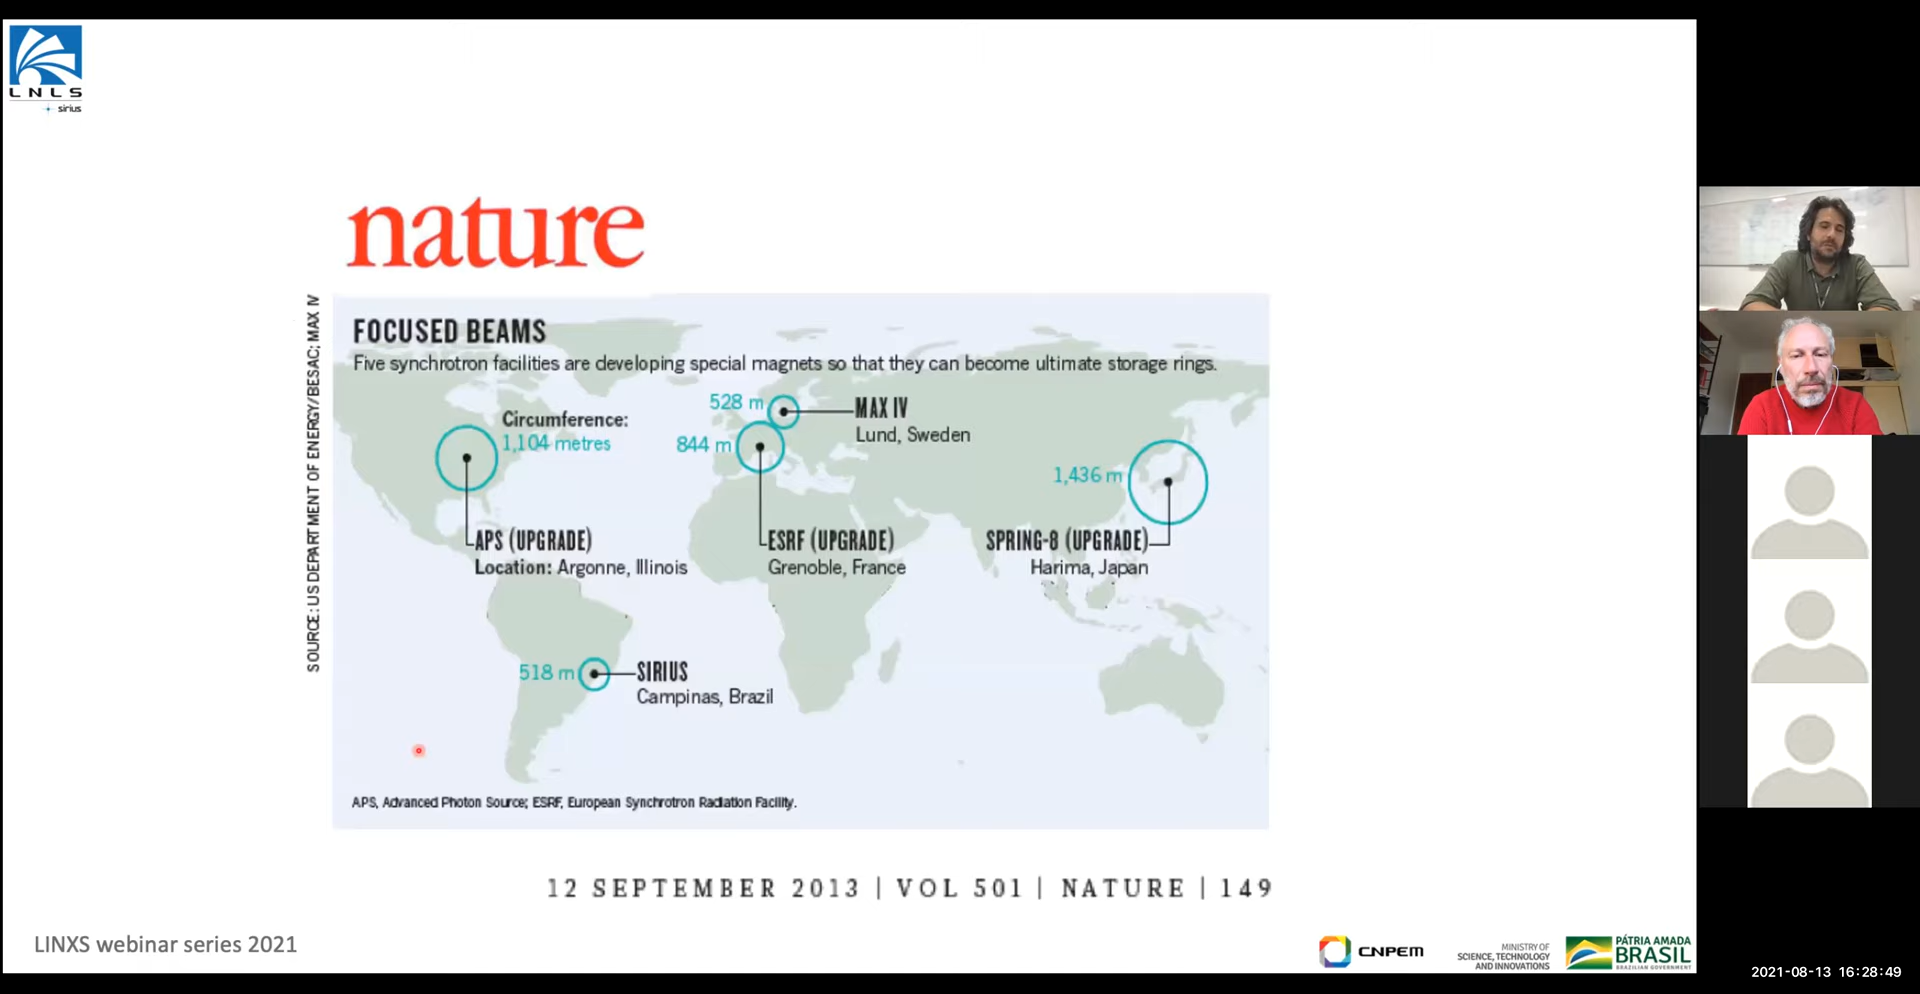 LNLS
sirius
nature
SOURCE: US DEPARTMENT OF ENERGY/BESAC; MAX IV
FOCUSED BEAMS
Five synchrotron facilities are developing special magnets so that they can become ultimate storage rings.
Circumference:
1,104 metres
528 m
MAX IV
Lund, Sweden
844 m
1,436 m
APS (UPGRADE)
Location: Argonne, Illinois
ESRF (UPGRADE)
Grenoble, France
SPRING-8 (UPGRADE)
Harima, Japan
518 m
SIRIUS
Campinas, Brazil
APS, Advanced Photon Source; ESRF, European Synchrotron Radiation Facility.
12 SEPTEMBER 2013 | VOL 501 | NATURE | 149
LINXS webinar series 2021
CNPEM
MINISTRY OF
SCIENCE, TECHNOLOGY
AND INNOVATIONS
PÁTRIA AMADA
BRASIL
BRAZILIAN GOVERNMENT
2021-08-13 16:28:49